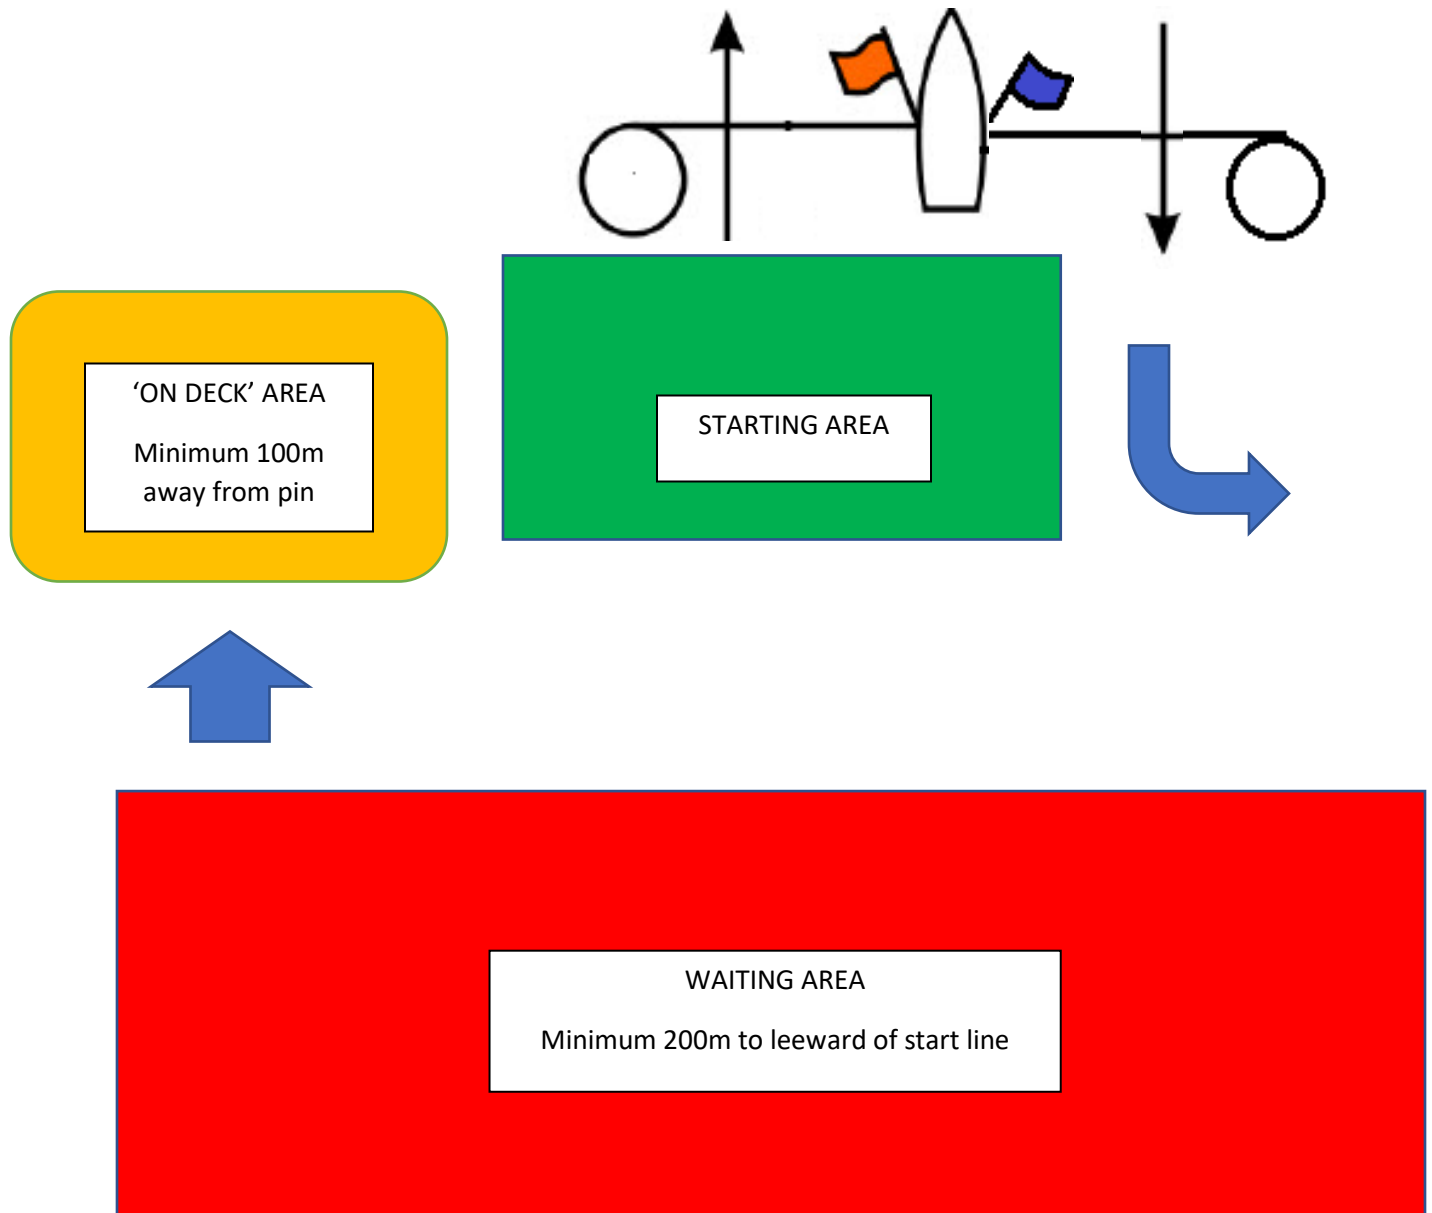 ‘ON DECK’ AREA
Minimum 100m
away from pin
STARTING AREA
WAITING AREA
Minimum 200m to leeward of start line